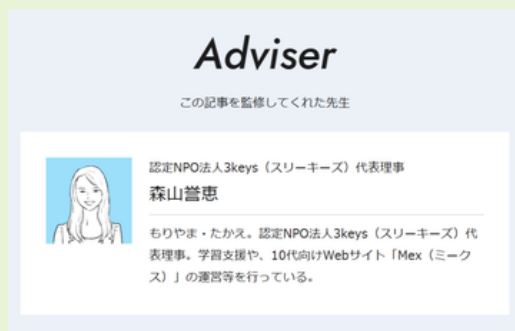 Adviser
この記事を監修してくれた先生
認定NPO法人3keys（スリーキーズ）代表理事
森山誉恵
もりやま・たかえ。認定NPO法人3keys（スリーキーズ）代
表理事。学習支援や、10代向けWebサイト「Mex（ミーク
ス）」の運営等を行っている。